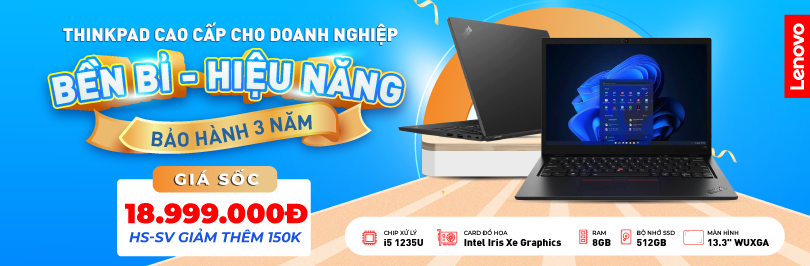 THINKPAD CAO CẤP CHO DOANH NGHIỆP
BỀN BỈ - HIỆU NĂNG
BẢO HÀNH 3 NĂM
GIÁ SỐC
18.999.000Đ
HS-SV GIẢM THÊM 150K
Lenovo
CHIP XỬ LÝ
i5 1235U
CARD ĐỒ HỌA
Intel Iris Xe Graphics
RAM
8GB
BỘ NHỚ SSD
512GB
MÀN HÌNH
13.3" WUXGA